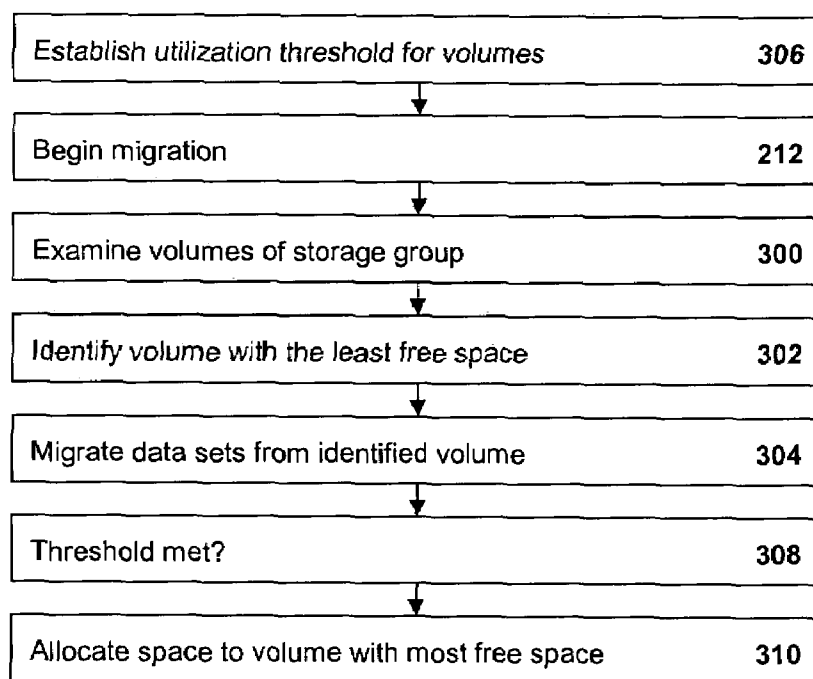 Establish utilization threshold for volumes 306
Begin migration 212
Examine volumes of storage group 300
Identify volume with the least free space 302
Migrate data sets from identified volume 304
Threshold met? 308
Allocate space to volume with most free space 310